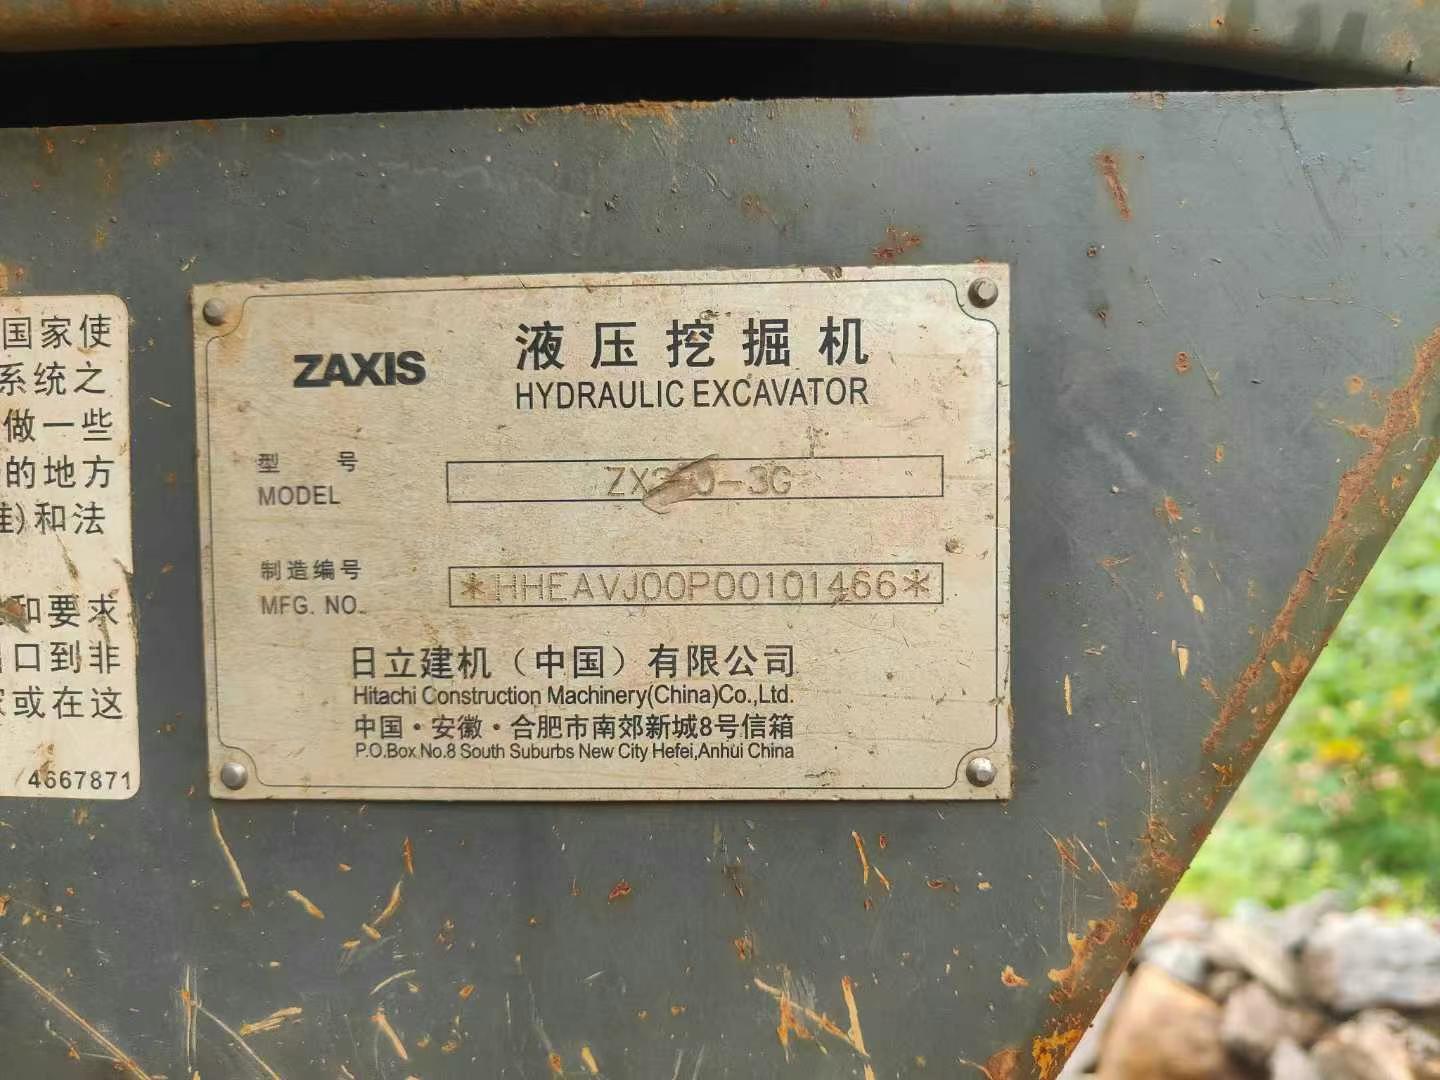 国家使
系统之
做一些
的地方
)和法
和要求
口到非
或在这
4667871
ZAXIS
液压挖掘机
HYDRAULIC EXCAVATOR
型 号
MODEL
制造编号
MFG. NO.
*HHEAVJ00P00101466*
日立建机（中国）有限公司
Hitachi Construction Machinery(China)Co.,Ltd.
中国·安徽·合肥市南郊新城8号信箱
P.O.Box No.8 South Suburbs New City Hefei,Anhui China